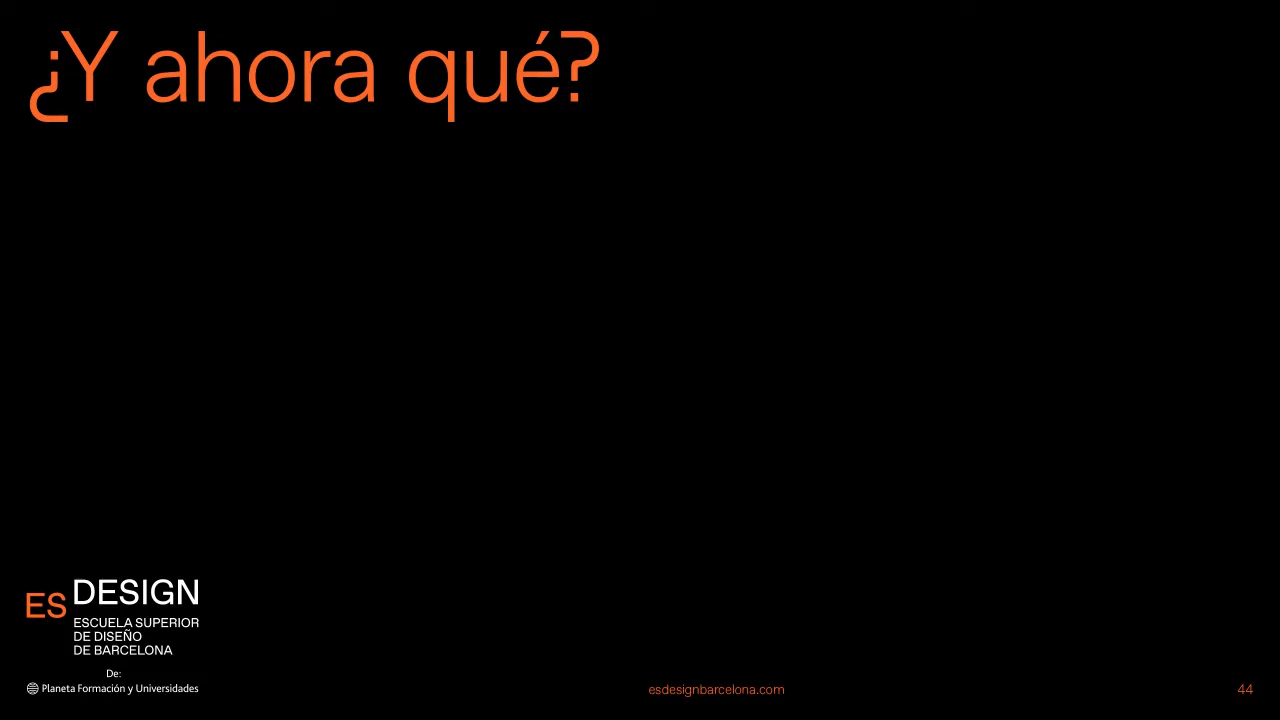 ¿Y ahora qué?
ES DESIGN
ESCUELA SUPERIOR
DE DISEÑO
DE BARCELONA
De:
Planeta Formación y Universidades
esdesignbarcelona.com
44